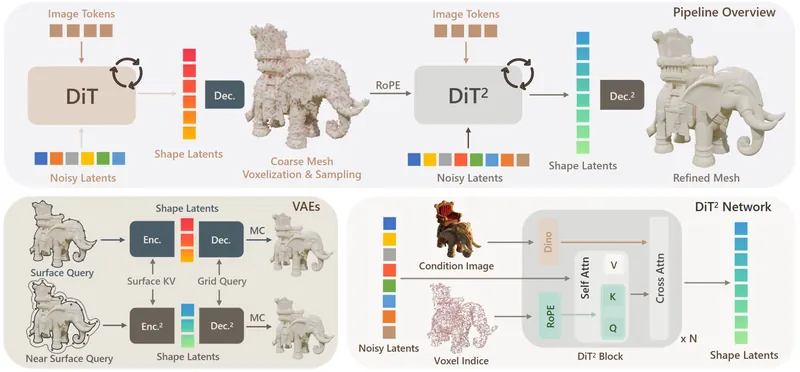 Pipeline Overview
Image Tokens
Image Tokens
DiT
Dec.
RoPE
DiT²
Dec.²
Noisy Latents
Shape Latents
Coarse Mesh
Voxelization & Sampling
Noisy Latents
Shape Latents
Refined Mesh
VAEs
Shape Latents
Enc.
Dec.
MC
Surface Query
Surface KV
Grid Query
Enc.²
Dec.²
MC
Near Surface Query
Shape Latents
DiT² Network
Condition Image
Dino
Self Attn
V
K
Q
Cross Attn
RoPE
x N
Noisy Latents
Voxel Indice
DiT² Block
Shape Latents